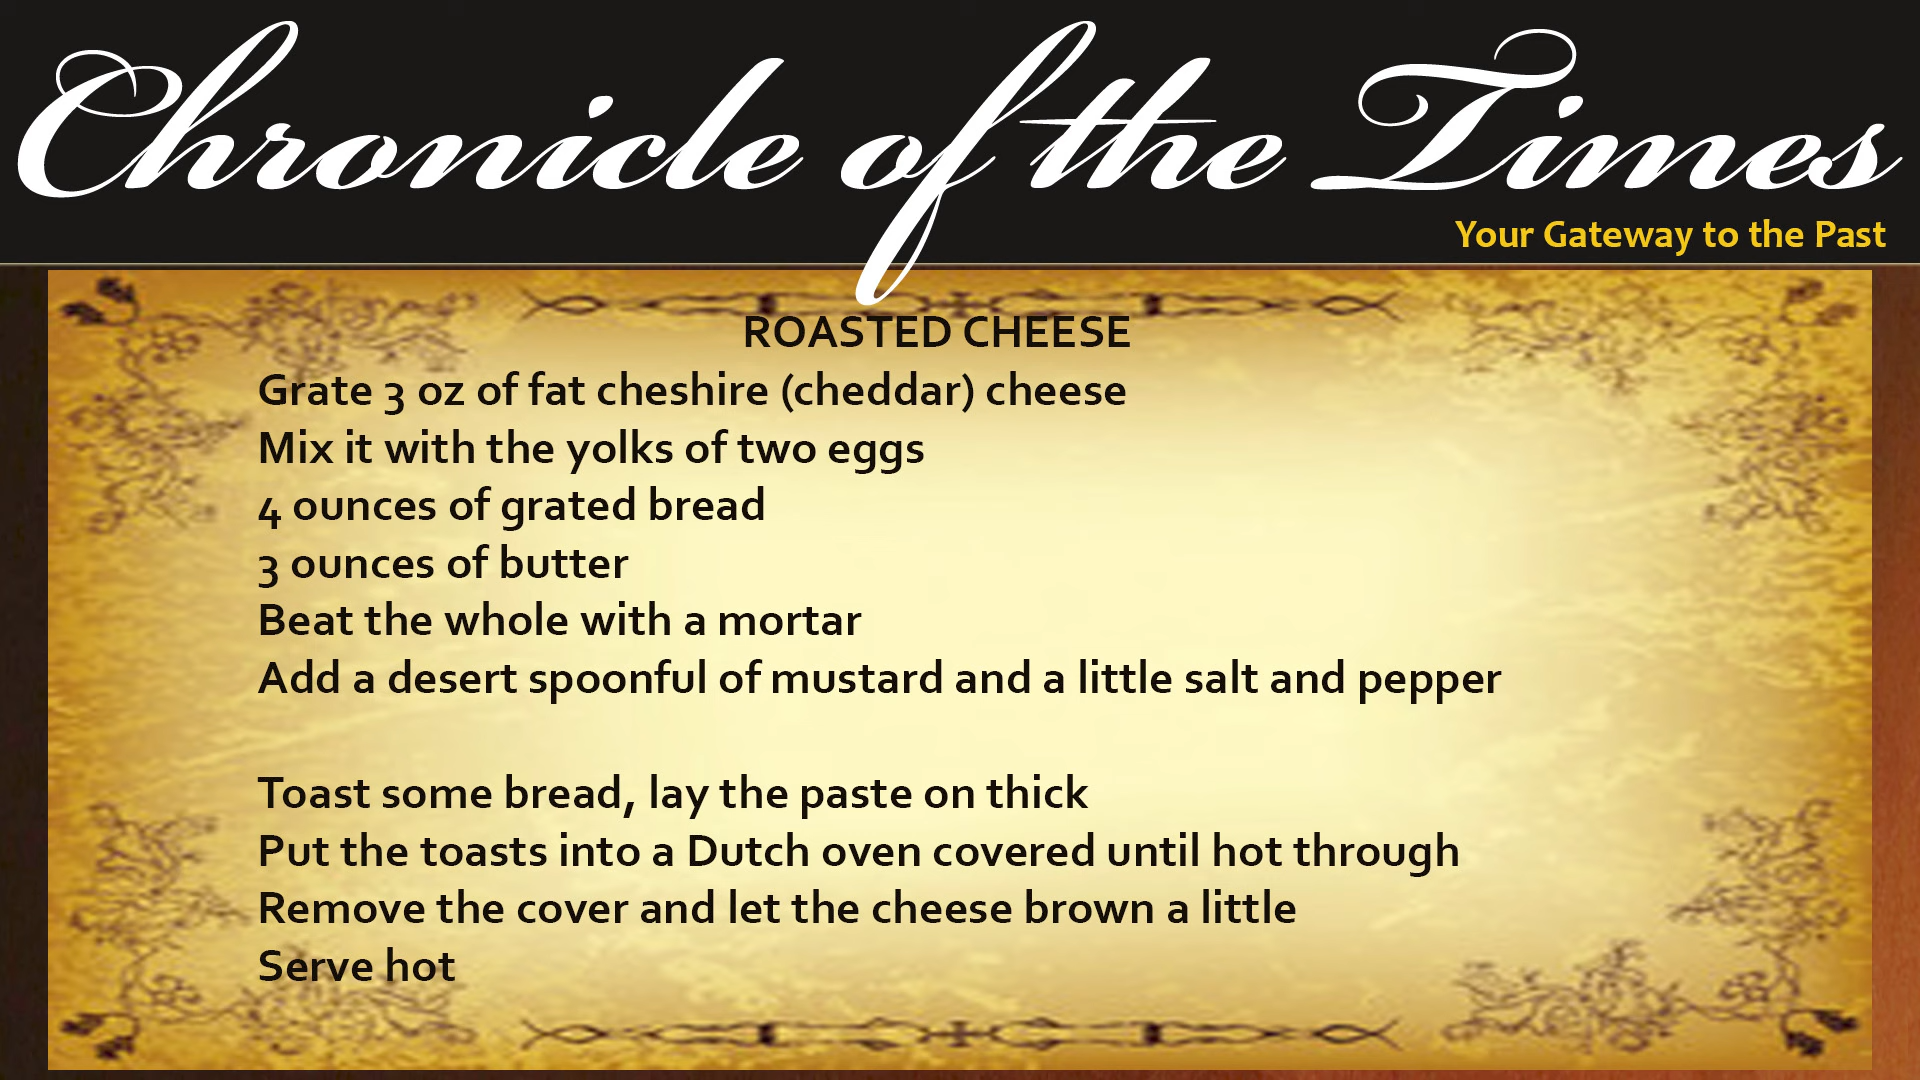 Chronicle of the Times
Your Gateway to the Past
ROASTED CHEESE
Grate 3 oz of fat cheshire (cheddar) cheese
Mix it with the yolks of two eggs
4 ounces of grated bread
3 ounces of butter
Beat the whole with a mortar
Add a desert spoonful of mustard and a little salt and pepper
Toast some bread, lay the paste on thick
Put the toasts into a Dutch oven covered until hot through
Remove the cover and let the cheese brown a little
Serve hot